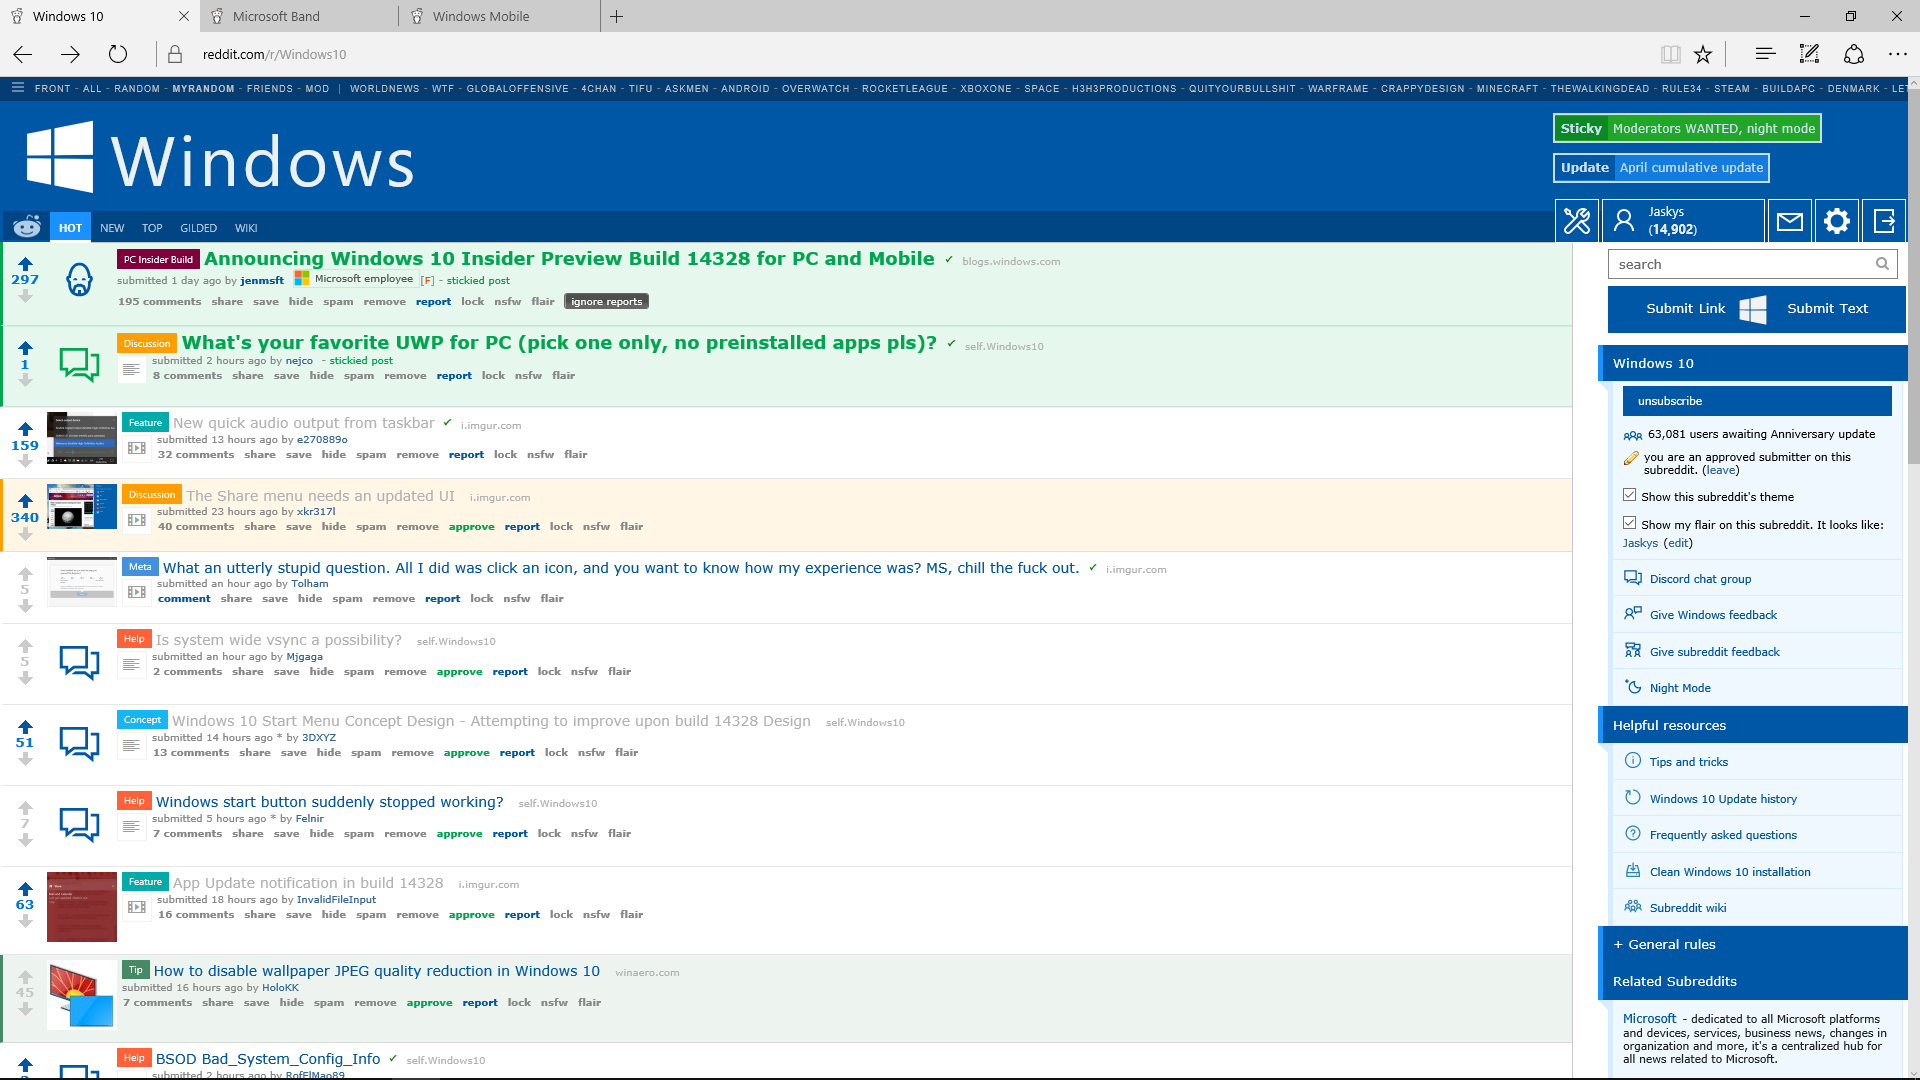 Windows 10
Microsoft Band
Windows Mobile
reddit.com/r/Windows10
FRONT - ALL - RANDOM - MYRANDOM - FRIENDS - MOD | WORLDNEWS - WTF - GLOBALOFFENSIVE - 4CHAN - TIFU - ASKMEN - ANDROID - OVERWATCH - ROCKETLEAGUE - XBOXONE - SPACE - H3H3PRODUCTIONS - QUITYOURBULLSHIT - WARFRAME - CRAPPYDESIGN - MINECRAFT - THEWALKINGDEAD - RULE34 - STEAM - BUILDAPC - DENMARK - LET
Windows
Sticky Moderators WANTED, night mode
Update April cumulative update
HOT NEW TOP GILDED WIKI
Jaskys
(14,902)
297
PC Insider Build Announcing Windows 10 Insider Preview Build 14328 for PC and Mobile ✔ blogs.windows.com
submitted 1 day ago by jenmsft Microsoft employee [F] - stickied post
195 comments share save hide spam remove report lock nsfw flair ignore reports
1
Discussion What's your favorite UWP for PC (pick one only, no preinstalled apps pls)? ✔ self.Windows10
submitted 2 hours ago by nejco - stickied post
8 comments share save hide spam remove report lock nsfw flair
159
Feature New quick audio output from taskbar ✔ i.imgur.com
submitted 13 hours ago by e270889o
32 comments share save hide spam remove report lock nsfw flair
340
Discussion The Share menu needs an updated UI i.imgur.com
submitted 23 hours ago by xkr317l
40 comments share save hide spam remove approve report lock nsfw flair
5
Meta What an utterly stupid question. All I did was click an icon, and you want to know how my experience was? MS, chill the fuck out. ✔ i.imgur.com
submitted an hour ago by Tolham
comment share save hide spam remove report lock nsfw flair
5
Help Is system wide vsync a possibility? self.Windows10
submitted an hour ago by Mjgaga
2 comments share save hide spam remove approve report lock nsfw flair
51
Concept Windows 10 Start Menu Concept Design - Attempting to improve upon build 14328 Design self.Windows10
submitted 14 hours ago * by 3DXYZ
13 comments share save hide spam remove approve report lock nsfw flair
7
Help Windows start button suddenly stopped working? self.Windows10
submitted 5 hours ago * by Felnir
7 comments share save hide spam remove approve report lock nsfw flair
63
Feature App Update notification in build 14328 i.imgur.com
submitted 18 hours ago by InvalidFileInput
16 comments share save hide spam remove approve report lock nsfw flair
45
Tip How to disable wallpaper JPEG quality reduction in Windows 10 winaero.com
submitted 16 hours ago by HoloKK
7 comments share save hide spam remove approve report lock nsfw flair
Help BSOD Bad_System_Config_Info ✔ self.Windows10
submitted 2 hours ago by RofElMao89
search
Submit Link Submit Text
Windows 10
unsubscribe
63,081 users awaiting Anniversary update
you are an approved submitter on this
subreddit. (leave)
Show this subreddit's theme
Show my flair on this subreddit. It looks like:
Jaskys (edit)
Discord chat group
Give Windows feedback
Give subreddit feedback
Night Mode
Helpful resources
Tips and tricks
Windows 10 Update history
Frequently asked questions
Clean Windows 10 installation
Subreddit wiki
+ General rules
Related Subreddits
Microsoft - dedicated to all Microsoft platforms
and devices, services, business news, changes in
organization and more, it's a centralized hub for
all news related to Microsoft.